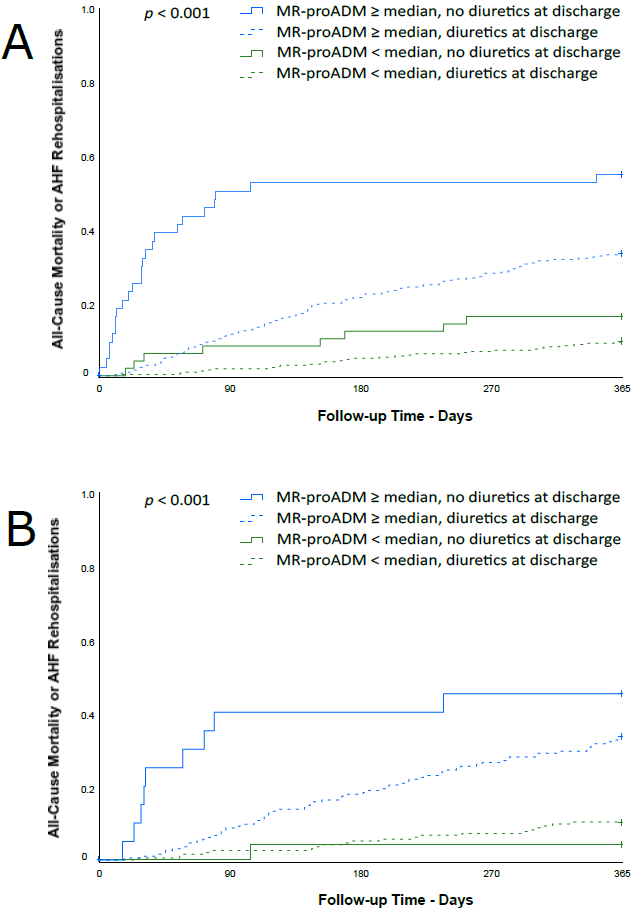 A
p < 0.001
MR-proADM ≥ median, no diuretics at discharge
MR-proADM ≥ median, diuretics at discharge
MR-proADM < median, no diuretics at discharge
MR-proADM < median, diuretics at discharge
All-Cause Mortality or AHF Rehospitalisations
1.0
0.8
0.6
0.4
0.2
0
0 90 180 270 365
Follow-up Time - Days
B
p < 0.001
MR-proADM ≥ median, no diuretics at discharge
MR-proADM ≥ median, diuretics at discharge
MR-proADM < median, no diuretics at discharge
MR-proADM < median, diuretics at discharge
All-Cause Mortality or AHF Rehospitalisations
1.0
0.8
0.6
0.4
0.2
0
0 90 180 270 365
Follow-up Time - Days